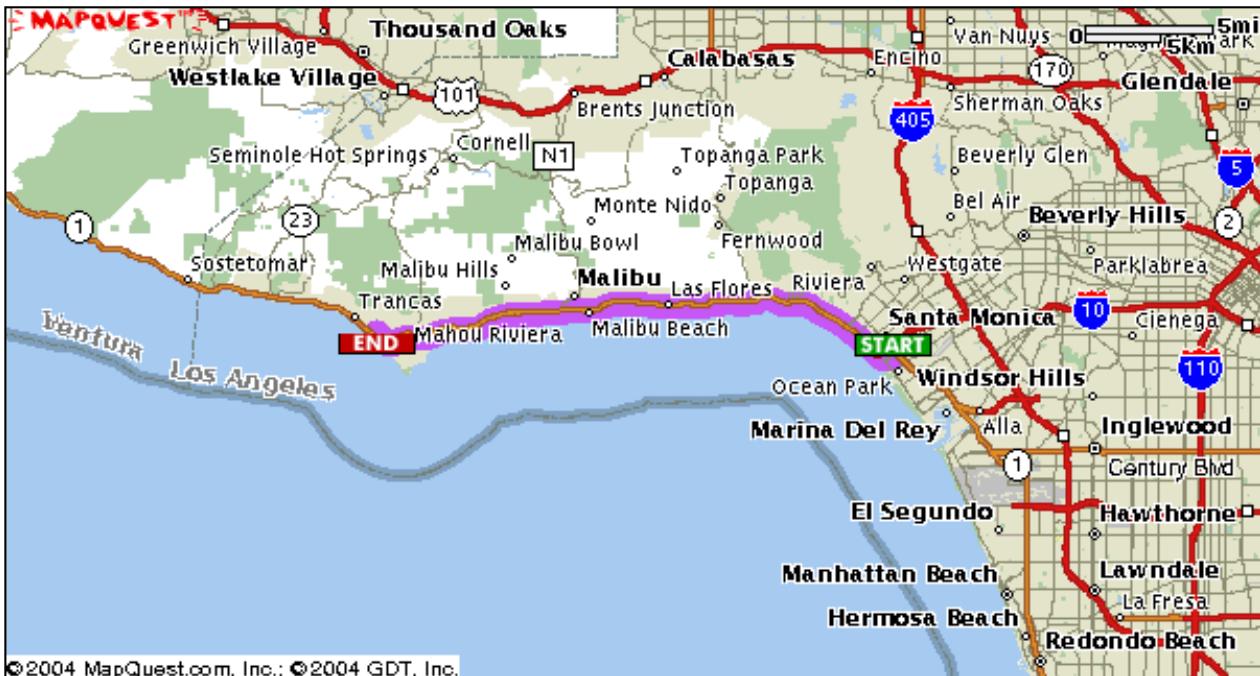 MAPQUEST
Thousand Oaks
Greenwich Village
Westlake Village
101
Calabasas
Encino
Van Nuys
0
5mi
5km
170
Glendale
Brents Junction
Sherman Oaks
405
Cornell
N1
Seminole Hot Springs
Topanga Park
Beverly Glen
5
Topanga
Monte Nido
Bel Air
Beverly Hills
2
1
23
Malibu Bowl
Fernwood
Sostetomar
Malibu Hills
Malibu
Las Flores
Riviera
Westgate
Parklabrea
Trancas
10
Cienega
Mahou Riviera
Malibu Beach
Santa Monica
END
START
Ventura
Los Angeles
Ocean Park
Windsor Hills
110
Marina Del Rey
Alla
Inglewood
1
Century Blvd
El Segundo
Hawthorne
Manhattan Beach
Lawndale
Hermosa Beach
La Fresa
Redondo Beach
©2004 MapQuest.com, Inc.; ©2004 GDT, Inc.